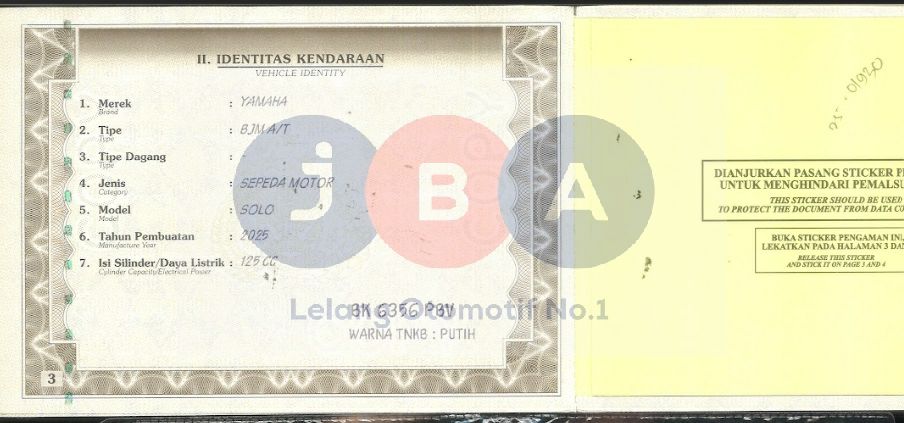 II. IDENTITAS KENDARAAN
VEHICLE IDENTITY
1. Merek : YAMAHA
Brand
2. Tipe : BJM A/T
Type
3. Tipe Dagang : -
Type
4. Jenis : SEPEDA MOTOR
Category
5. Model : SOLO
Model
6. Tahun Pembuatan : 2025
Manufacture Year
7. Isi Silinder/Daya Listrik : 125 CC
Cylinder Capacity/Electrical Power
BK 6356 PBV
WARNA TNKB : PUTIH
3
jBA
Lelang Otomotif No.1
DIANJURKAN PASANG STICKER
UNTUK MENGHINDARI
THIS STICKER SHOULD BE USED
TO PROTECT THE DOCUMENT FROM DATA
BUKA STICKER PENGAMAN INI,
LEKATKAN PADA HALAMAN 3
RELEASE THIS STICKER
AND STICK IT ON PAGE 3 AND 4